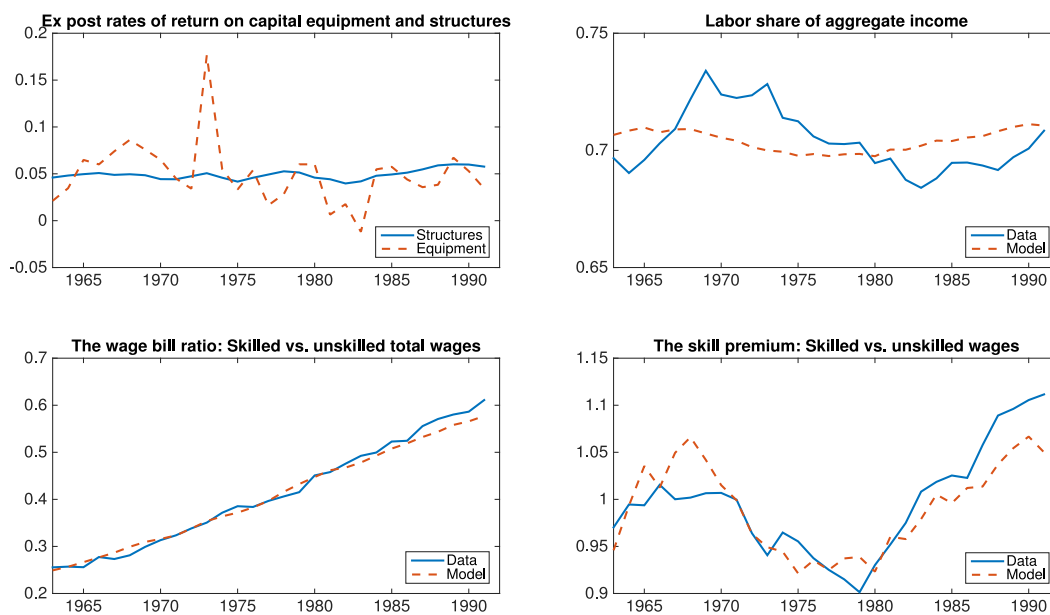 Ex post rates of return on capital equipment and structures
0.2
0.15
0.1
0.05
0
-0.05
1965 1970 1975 1980 1985 1990
Structures
Equipment
Labor share of aggregate income
0.75
0.7
0.65
1965 1970 1975 1980 1985 1990
Data
Model
The wage bill ratio: Skilled vs. unskilled total wages
0.7
0.6
0.5
0.4
0.3
0.2
1965 1970 1975 1980 1985 1990
Data
Model
The skill premium: Skilled vs. unskilled wages
1.15
1.1
1.05
1
0.95
0.9
1965 1970 1975 1980 1985 1990
Data
Model